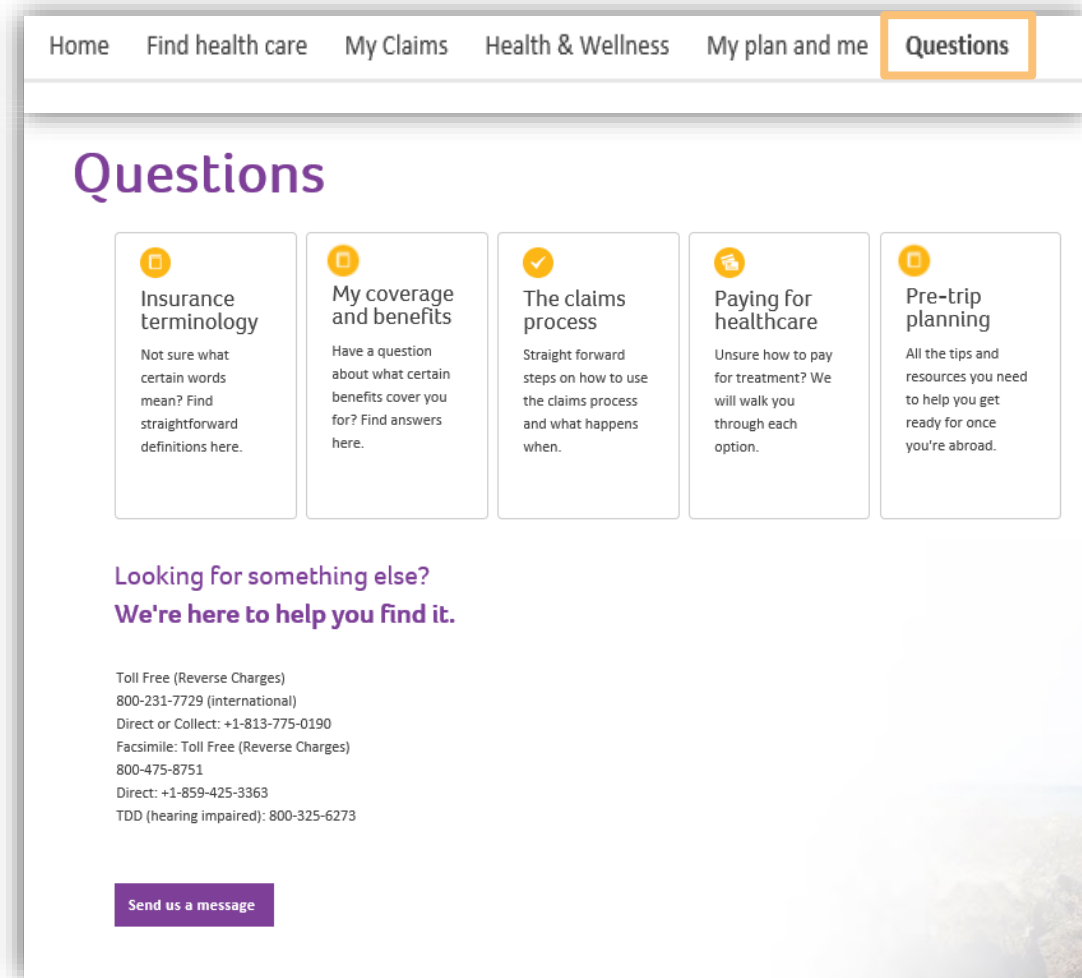 Home Find health care My Claims Health & Wellness My plan and me Questions
Questions
Insurance
terminology
Not sure what
certain words
mean? Find
straightforward
definitions here.
My coverage
and benefits
Have a question
about what certain
benefits cover you
for? Find answers
here.
The claims
process
Straight forward
steps on how to use
the claims process
and what happens
when.
Paying for
healthcare
Unsure how to pay
for treatment? We
will walk you
through each
option.
Pre-trip
planning
All the tips and
resources you need
to help you get
ready for once
you're abroad.
Looking for something else?
We're here to help you find it.
Toll Free (Reverse Charges)
800-231-7729 (international)
Direct or Collect: +1-813-775-0190
Facsimile: Toll Free (Reverse Charges)
800-475-8751
Direct: +1-859-425-3363
TDD (hearing impaired): 800-325-6273
Send us a message